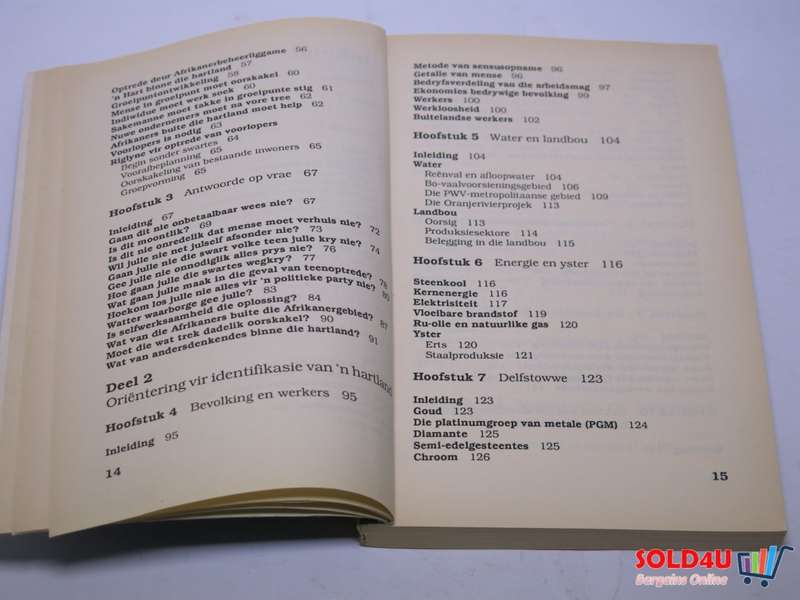 Optrede deur Afrikanerbeheerüggame 56
'n Hart binne die hartland 57
Groeipuntontwikkeling 58
Mense in groeipunt moet oorskakel 60
Individue moet werk soek 60
Sakemanne moet takke in groeipunte stig 61
Nuwe ondernemers moet na vore tree 62
Afrikaners buite die hartland moet help 62
Voorlopers is nodig 63
Riglyne vir optrede van voorlopers
Begin sonder swartes 64
Voorafbeplanning 65
Oorskakeling van bestaande inwoners 65
Groepvorming 65
Hoofstuk 3 Antwoorde op vrae 67
Inleiding 67
Gaan dit nie onbetaalbaar wees nie? 67
Is dit moontlik? 69
Is dit nie onredelik dat mense moet verhuis nie? 72
Wil julle nie net julself afsonder nie? 73
Gaan julle die swart volke teen julle kry nie? 74
Gee julle nie onnodiglik alles prys nie? 76
Hoe gaan julle die swartes wegkry? 77
Wat gaan julle maak in die geval van teenoptrede? 78
Hoekom los julle nie alles vir 'n politieke party nie? 80
Watter waarborge gee julle? 83
Is selfwerksaamheid die oplossing? 84
Wat van die Afrikaners buite die Afrikanergebied? 87
Moet die wat trek dadelik oorskakel? 90
Wat van andersdenkendes binne die hartland? 91
Deel 2
Oriëntering vir identifikasie van 'n hartland
Hoofstuk 4 Bevolking en werkers 95
Inleiding 95
14
Metode van sensusopname 96
Getalle van mense 96
Bedryfsverdeling van die arbeidsmag 97
Ekonomies bedrywige bevolking 99
Werkers 100
Werkloosheid 100
Buitelandse werkers 102
Hoofstuk 5 Water en landbou 104
Inleiding 104
Water
Reënval en afloopwater 104
Bo-vaalvoorsieningsgebied 106
Die PWV-metropolitaanse gebied 109
Die Oranjerivierprojek 113
Landbou
Oorsig 113
Produksiesektore 114
Belegging in die landbou 115
Hoofstuk 6 Energie en yster 116
Steenkool 116
Kernenergie 116
Elektrisiteit 117
Vloeibare brandstof 119
Ru-olie en natuurlike gas 120
Yster
Erts 120
Staalproduksie 121
Hoofstuk 7 Delfstowwe 123
Inleiding 123
Goud 123
Die platinumgroep van metale (PGM) 124
Diamante 125
Semi-edelgesteentes 125
Chroom 126
15
SOLD4U
Bargains Online